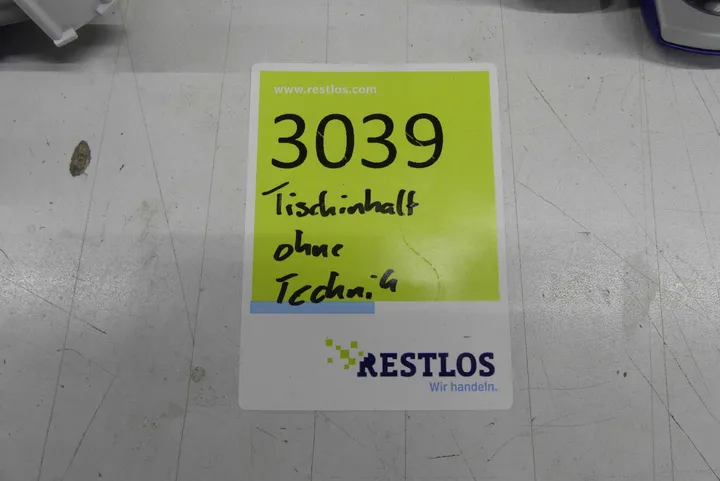 www.restlos.com
3039
Tischinhalt
ohne
Technik
RESTLOS
Wir handeln.